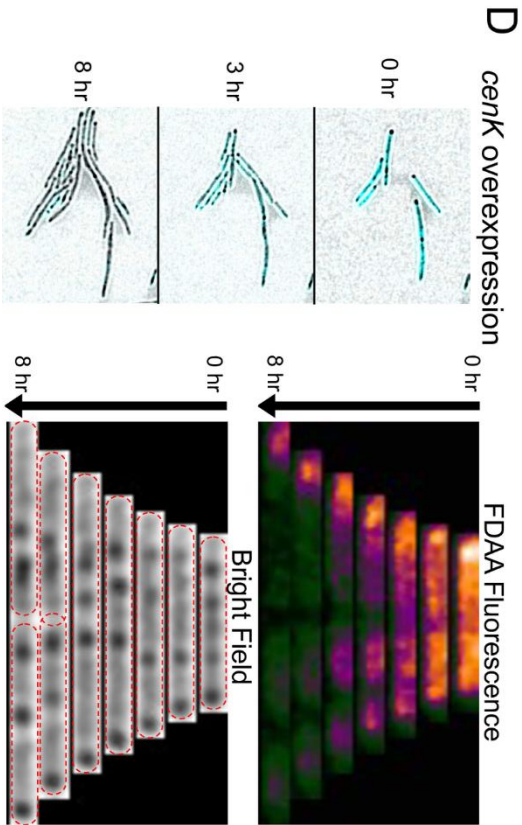 D
cenK overexpression
0 hr
3 hr
8 hr
FDAA Fluorescence
0 hr
8 hr
Bright Field
0 hr
8 hr